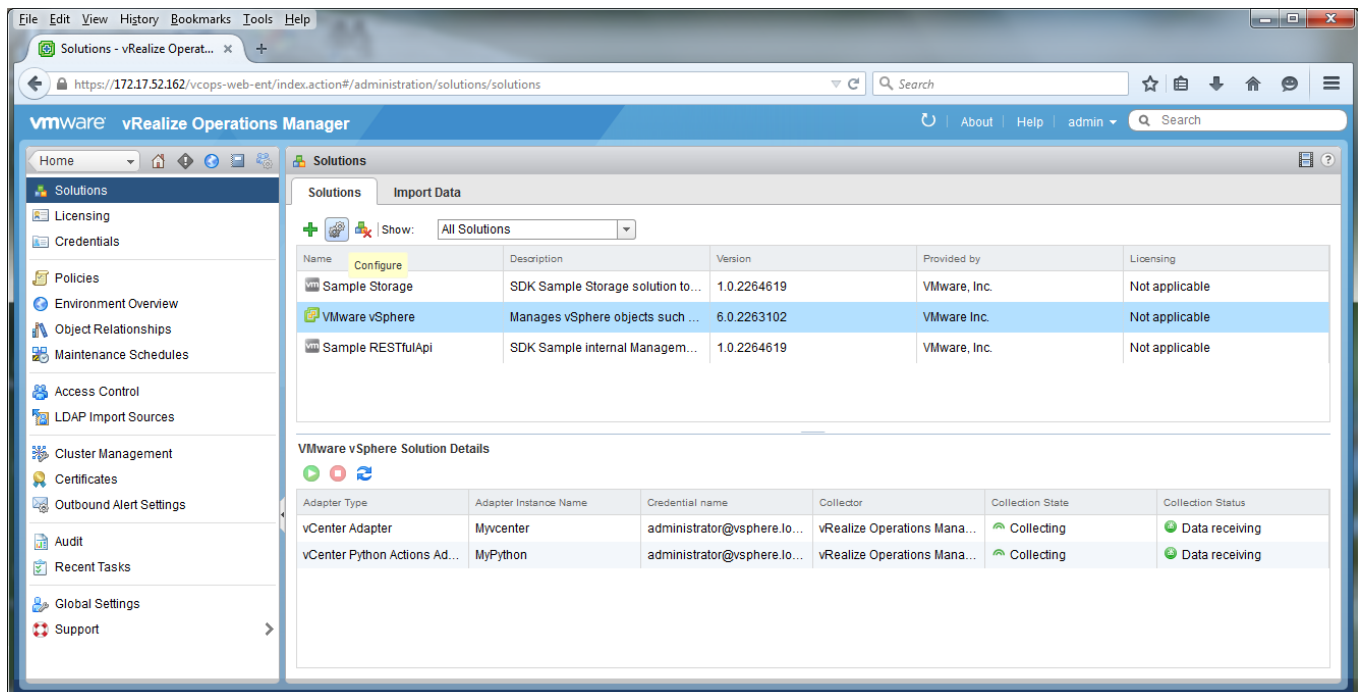 File Edit View History Bookmarks Tools Help
Solutions - vRealize Operat... × +
https://172.17.52.162/vcops-web-ent/index.action#/administration/solutions/solutions Search
vmware vRealize Operations Manager About Help admin Search
Home Solutions ?
Solutions
Licensing
Credentials
Policies
Environment Overview
Object Relationships
Maintenance Schedules
Access Control
LDAP Import Sources
Cluster Management
Certificates
Outbound Alert Settings
Audit
Recent Tasks
Global Settings
Support
Solutions Import Data
Show: All Solutions
Name Description Version Provided by Licensing
Configure
vm Sample Storage SDK Sample Storage solution to... 1.0.2264619 VMware, Inc. Not applicable
VMware vSphere Manages vSphere objects such ... 6.0.2263102 VMware Inc. Not applicable
vm Sample RESTfulApi SDK Sample internal Managem... 1.0.2264619 VMware, Inc. Not applicable
VMware vSphere Solution Details
Adapter Type Adapter Instance Name Credential name Collector Collection State Collection Status
vCenter Adapter Myvcenter administrator@vsphere.lo... vRealize Operations Mana... Collecting Data receiving
vCenter Python Actions Ad... MyPython administrator@vsphere.lo... vRealize Operations Mana... Collecting Data receiving